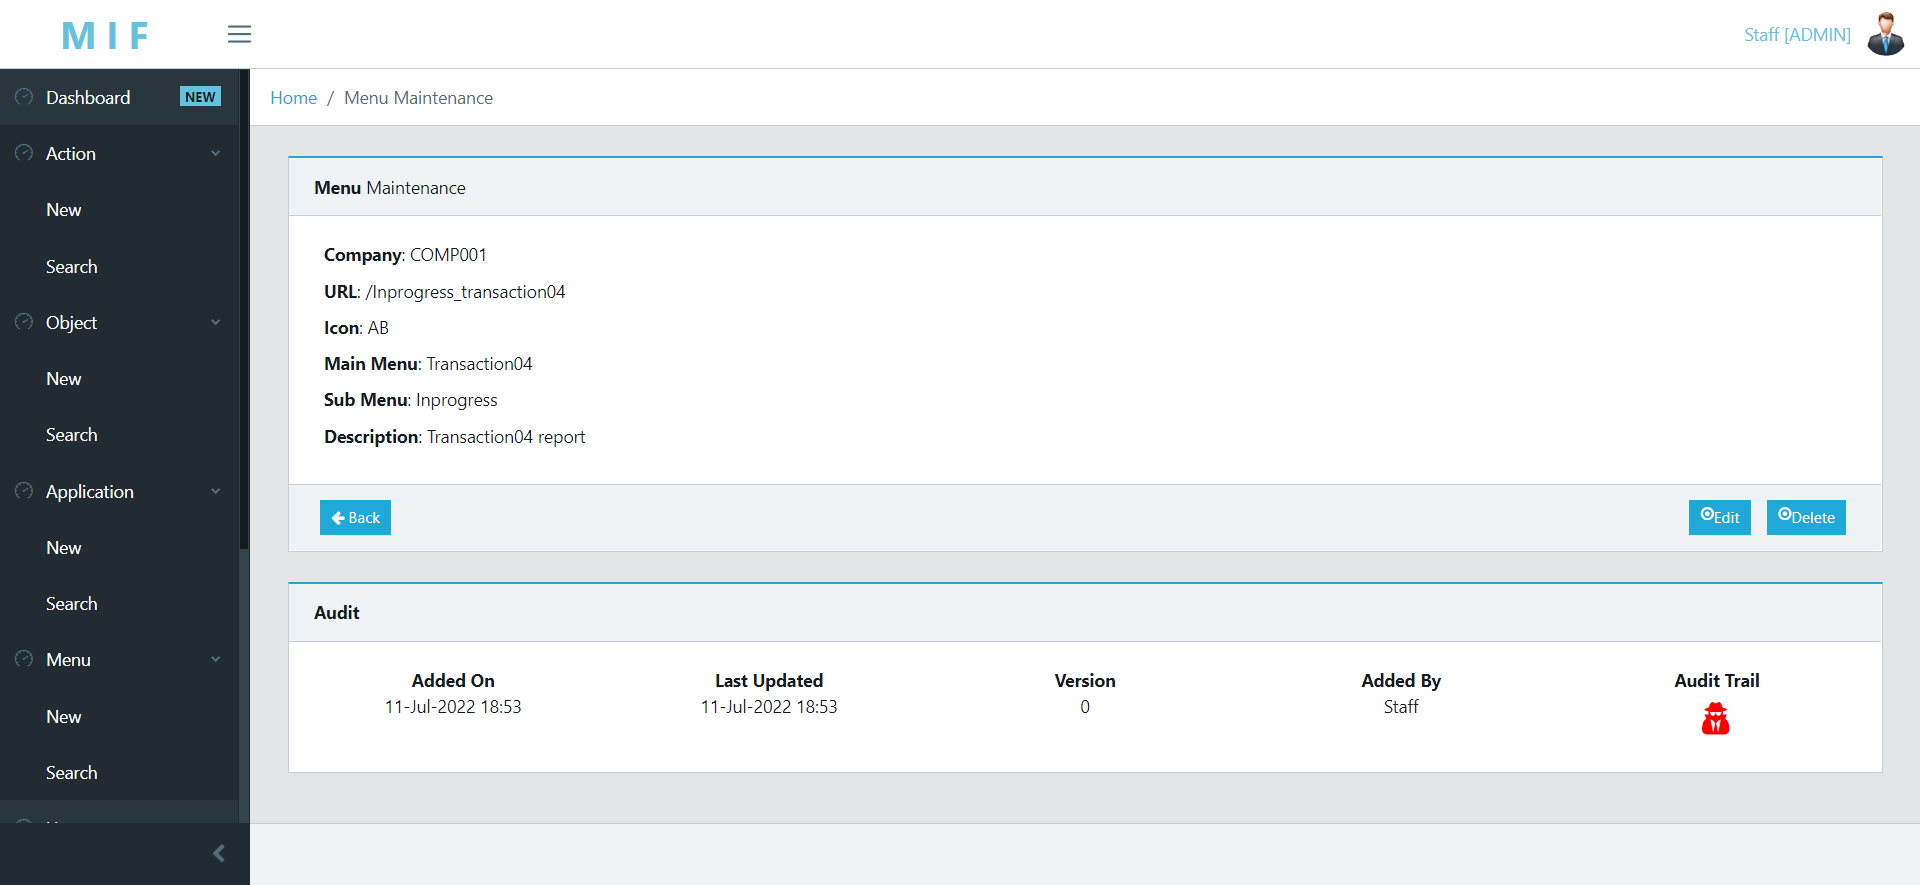 M I F
Staff [ADMIN]
Dashboard NEW
Action
New
Search
Object
New
Search
Application
New
Search
Menu
New
Search
Home / Menu Maintenance
Menu Maintenance
Company: COMP001
URL: /Inprogress_transaction04
Icon: AB
Main Menu: Transaction04
Sub Menu: Inprogress
Description: Transaction04 report
Back
Edit Delete
Audit
Added On Last Updated Version Added By Audit Trail
11-Jul-2022 18:53 11-Jul-2022 18:53 0 Staff